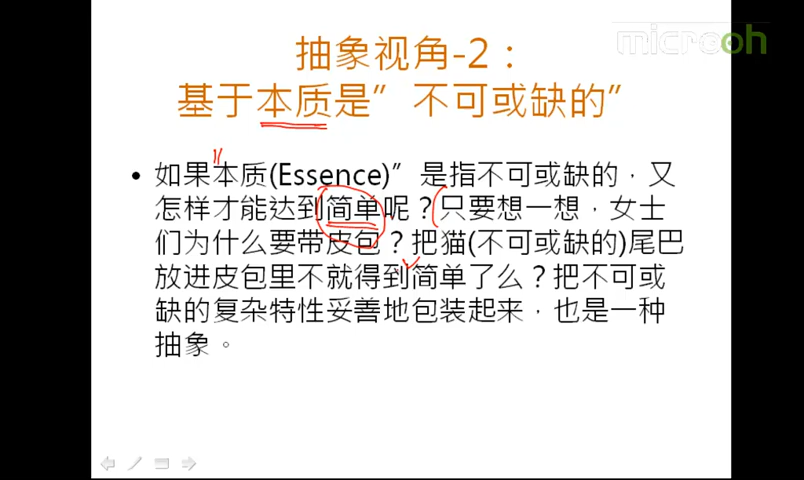 microoh
抽象视角-2：
基于本质是”不可或缺的”
• 如果"本质(Essence)”是指不可或缺的，又
怎样才能达到简单呢？只要想一想，女士
们为什么要带皮包？把猫(不可或缺的)尾巴
放进皮包里不就得到简单了么？把不可或
缺的复杂特性妥善地包装起来，也是一种
抽象。